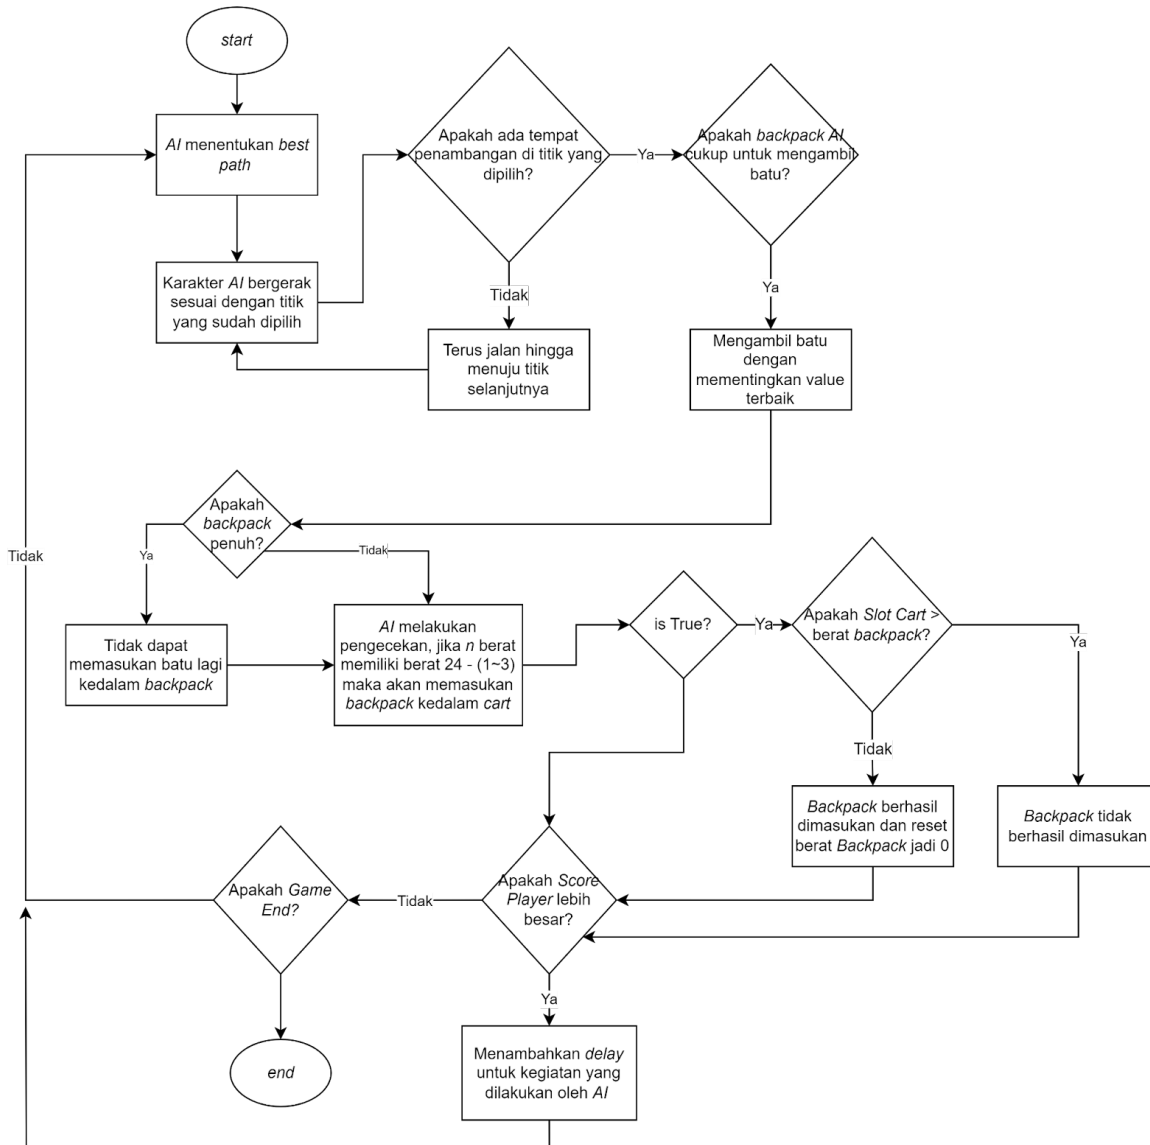 start
AI menentukan best
path
Karakter AI bergerak
sesuai dengan titik
yang sudah dipilih
Apakah ada tempat
penambangan di titik yang
dipilih?
Ya
Apakah backpack AI
cukup untuk mengambil
batu?
Tidak
Ya
Terus jalan hingga
menuju titik
selanjutnya
Mengambil batu
dengan
mementingkan value
terbaik
Apakah
backpack
penuh?
Ya
Tidak
Tidak
Tidak dapat
memasukan batu lagi
kedalam backpack
AI melakukan
pengecekan, jika n berat
memiliki berat 24 - (1~3)
maka akan memasukan
backpack kedalam cart
is True?
Ya
Apakah Slot Cart >
berat backpack?
Ya
Tidak
Backpack berhasil
dimasukan dan reset
berat Backpack jadi 0
Backpack tidak
berhasil dimasukan
Apakah Score
Player lebih
besar?
Tidak
Apakah Game
End?
Ya
end
Menambahkan delay
untuk kegiatan yang
dilakukan oleh AI